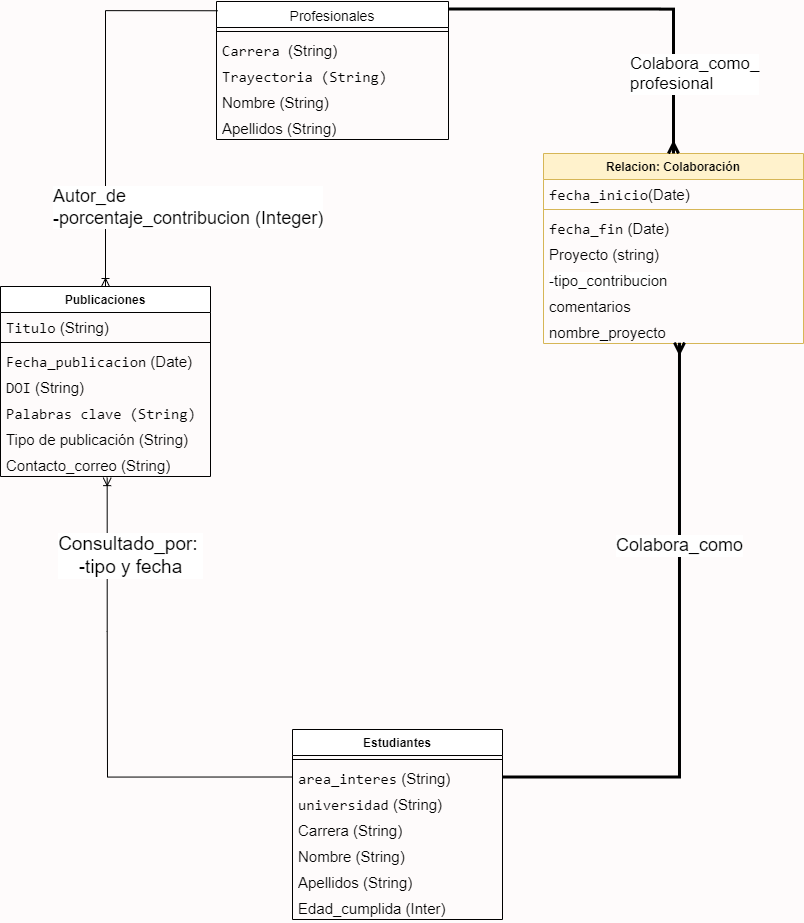 Profesionales
Carrera (String)
Trayectoria (String)
Nombre (String)
Apellidos (String)
Colabora_como_
profesional
Relacion: Colaboración
fecha_inicio(Date)
fecha_fin (Date)
Proyecto (string)
-tipo_contribucion
comentarios
nombre_proyecto
Autor_de
-porcentaje_contribucion (Integer)
Publicaciones
Titulo (String)
Fecha_publicacion (Date)
DOI (String)
Palabras clave (String)
Tipo de publicación (String)
Contacto_correo (String)
Consultado_por:
-tipo y fecha
Colabora_como
Estudiantes
area_interes (String)
universidad (String)
Carrera (String)
Nombre (String)
Apellidos (String)
Edad_cumplida (Inter)